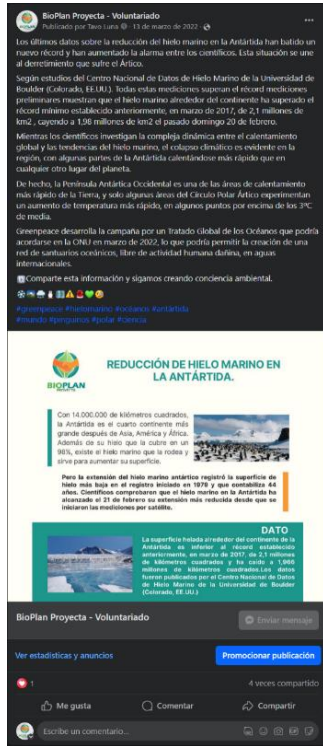 BioPlan Proyecta - Voluntariado
Publicado por Tavo Luna · 13 de marzo de 2022 ·
Los últimos datos sobre la reducción del hielo marino en la Antártida han batido un
nuevo récord y han aumentado la alarma entre los científicos. Esta situación se une
al derretimiento que sufre el Ártico.
Según estudios del Centro Nacional de Datos de Hielo Marino de la Universidad de
Boulder (Colorado, EE.UU.). Todas estas mediciones superan el récord mediciones
preliminares muestran que el hielo marino alrededor del continente ha superado el
récord mínimo establecido anteriormente, en marzo de 2017, de 2,1 millones de
km2 , cayendo a 1,98 millones de km2 el pasado domingo 20 de febrero.
Mientras los científicos investigan la compleja dinámica entre el calentamiento
global y las tendencias del hielo marino, el colapso climático es evidente en la
región, con algunas partes de la Antártida calentándose más rápido que en
cualquier otro lugar del planeta.
De hecho, la Península Antártica Occidental es una de las áreas de calentamiento
más rápido de la Tierra, y solo algunas áreas del Círculo Polar Ártico experimentan
un aumento de temperatura más rápido, en algunos puntos por encima de los 3ºC
de media.
Greenpeace desarrolla la campaña por un Tratado Global de los Océanos que podría
acordarse en la ONU en marzo de 2022, lo que podría permitir la creación de una
red de santuarios oceánicos, libre de actividad humana dañina, en aguas
internacionales.
Comparte esta información y sigamos creando conciencia ambiental.
#greenpeace #hielomarino #océanos #antártida
#mundo #pinguinos #polar #ciencia
BIOPLAN
REDUCCIÓN DE HIELO MARINO EN
LA ANTÁRTIDA.
Con 14.000.000 de kilómetros cuadrados,
la Antártida es el cuarto continente más
grande después de Asia, América y África.
Además de su hielo que la cubre en un
98%, existe el hielo marino que la rodea y
sirve para aumentar su superficie.
Pero la extensión del hielo marino antártico registró la superficie de
hielo más baja en el registro iniciado en 1979 y que contabiliza 44
años. Científicos comprobaron que el hielo marino en la Antártida ha
alcanzado el 21 de febrero su extensión más reducida desde que se
iniciaran las mediciones por satélite.
DATO
La superficie helada alrededor del continente de la
Antártida es inferior al récord establecido
anteriormente, en marzo de 2017, de 2,1 millones
de kilómetros cuadrados y ha caído a 1,966
millones de kilómetros cuadrados.Los datos
fueron publicados por el Centro Nacional de Datos
de Hielo Marino de la Universidad de Boulder
(Colorado, EE.UU.)
BioPlan Proyecta - Voluntariado
Enviar mensaje
Ver estadísticas y anuncios
Promocionar publicación
1
4 veces compartido
Me gusta
Comentar
Compartir
Escribe un comentario...